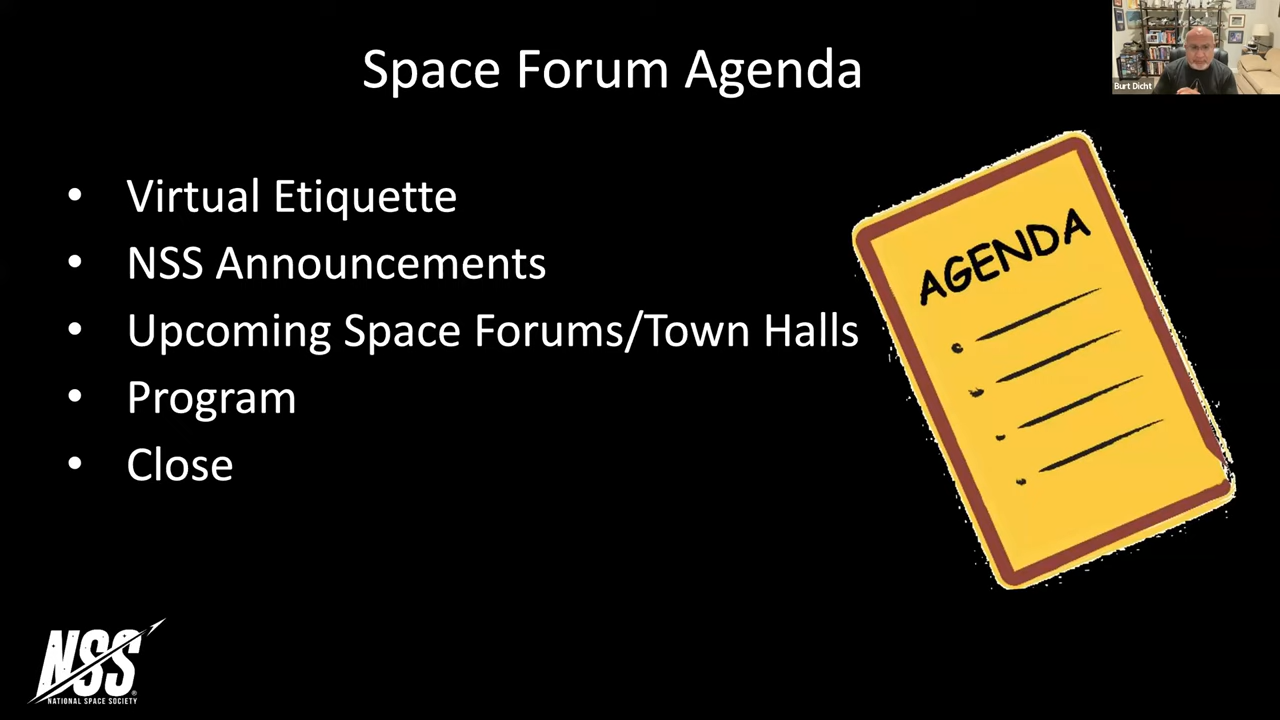 Space Forum Agenda
Burt Dicht
• Virtual Etiquette
• NSS Announcements
• Upcoming Space Forums/Town Halls
• Program
• Close
AGENDA
NSS
NATIONAL SPACE SOCIETY